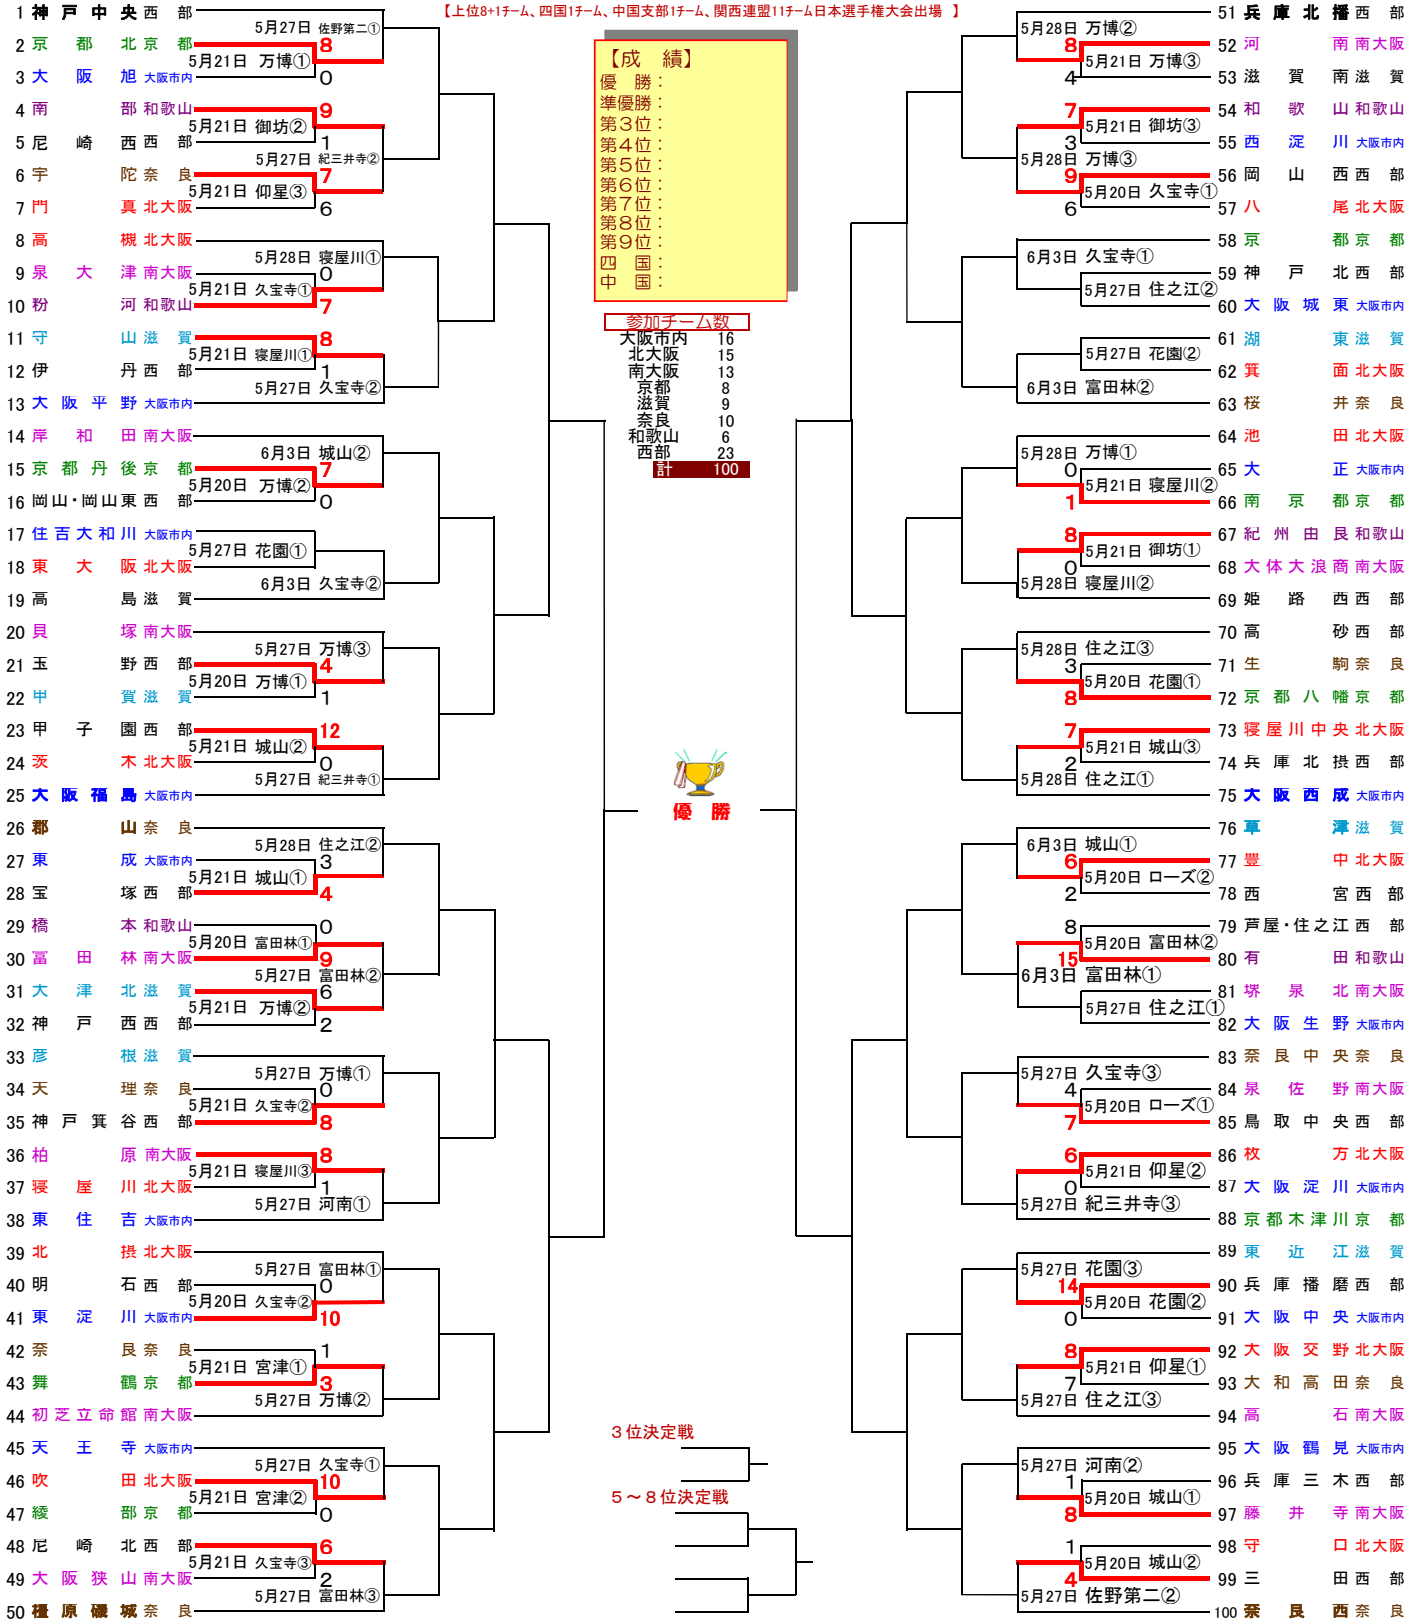 【上位8+1チーム、四国1チーム、中国支部1チーム、関西連盟11チーム日本選手権大会出場 】
1 神戸中央 西部
5月27日 佐野第二①
2 京都北 京都 8
5月21日 万博①
3 大阪旭 大阪市内 0
4 南部 和歌山 9
5月21日 御坊②
5 尼崎西 西部 1
5月27日 紀三井寺②
6 宇陀 奈良 7
5月21日 仰星③
7 門真 北大阪 6
8 高槻 北大阪
5月28日 寝屋川①
9 泉大津 南大阪 0
5月21日 久宝寺①
10 粉河 和歌山 7
11 守山 滋賀 8
5月21日 寝屋川①
12 伊丹 西部 1
5月27日 久宝寺②
13 大阪平野 大阪市内
14 岸和田 南大阪
6月3日 城山②
15 京都丹後 京都 7
5月20日 万博②
16 岡山・岡山東 西部 0
17 住吉大和川 大阪市内
5月27日 花園①
18 東大阪 北大阪
6月3日 久宝寺②
19 高島 滋賀
20 貝塚 南大阪
5月27日 万博③
21 玉野 西部 4
5月20日 万博①
22 甲賀 滋賀 1
23 甲子園 西部 12
5月21日 城山②
24 茨木 北大阪 0
5月27日 紀三井寺①
25 大阪福島 大阪市内
26 郡山 奈良
5月28日 住之江②
27 東成 大阪市内 3
5月21日 城山①
28 宝塚 西部 4
29 橋本 和歌山 0
5月20日 富田林①
30 富田林 南大阪 9
5月27日 富田林②
31 大津北 滋賀 6
5月21日 万博②
32 神戸西 西部 2
33 彦根 滋賀
5月27日 万博①
34 天理 奈良 0
5月21日 久宝寺②
35 神戸箕谷 西部 8
36 柏原 南大阪 8
5月21日 寝屋川③
37 寝屋川 北大阪 1
5月27日 河南①
38 東住吉 大阪市内
39 北摂 北大阪
5月27日 富田林①
40 明石 西部 0
5月20日 久宝寺②
41 東淀川 大阪市内 10
42 奈良 奈良 1
5月21日 宮津①
43 舞鶴 京都 3
5月27日 万博②
44 初芝立命館 南大阪
45 天王寺 大阪市内
5月27日 久宝寺①
46 吹田 北大阪 10
5月21日 宮津②
47 綾部 京都 0
48 尼崎北 西部 6
5月21日 久宝寺③
49 大阪狭山 南大阪 2
5月27日 富田林③
50 橿原磯城 奈良
【成 績】
優 勝：
準優勝：
第3位：
第4位：
第5位：
第6位：
第7位：
第8位：
第9位：
四 国：
中 国：
参加チーム数
大阪市内 16
北大阪 15
南大阪 13
京都 8
滋賀 9
奈良 10
和歌山 6
西部 23
計 100
優 勝
３位決定戦
５～８位決定戦
51 兵庫北播 西部
5月28日 万博②
8 52 河南 南大阪
5月21日 万博③
4 53 滋賀南 滋賀
7 54 和歌山 和歌山
5月21日 御坊③
3 55 西淀川 大阪市内
5月28日 万博③
9 56 岡山西 西部
5月20日 久宝寺①
6 57 八尾 北大阪
58 京都 京都
6月3日 久宝寺①
59 神戸北 西部
5月27日 住之江②
60 大阪城東 大阪市内
61 湖東 滋賀
5月27日 花園②
62 箕面 北大阪
6月3日 富田林②
63 桜井 奈良
64 池田 北大阪
5月28日 万博①
0 65 大正 大阪市内
5月21日 寝屋川②
1 66 南京都 京都
8 67 紀州由良 和歌山
5月21日 御坊①
0 68 大体大浪商 南大阪
5月28日 寝屋川②
69 姫路西 西部
70 高砂 西部
5月28日 住之江③
3 71 生駒 奈良
5月20日 花園①
8 72 京都八幡 京都
7 73 寝屋川中央 北大阪
5月21日 城山③
2 74 兵庫北摂 西部
5月28日 住之江①
75 大阪西成 大阪市内
76 草津 滋賀
6月3日 城山①
6 77 豊中 北大阪
5月20日 ローズ②
2 78 西宮 西部
8 79 芦屋・住之江 西部
5月20日 富田林②
15 80 有田 和歌山
6月3日 富田林①
81 堺泉北 南大阪
5月27日 住之江①
82 大阪生野 大阪市内
83 奈良中央 奈良
5月27日 久宝寺③
4 84 泉佐野 南大阪
5月20日 ローズ①
7 85 鳥取中央 西部
6 86 枚方 北大阪
5月21日 仰星②
0 87 大阪淀川 大阪市内
5月27日 紀三井寺③
88 京都木津川 京都
89 東近江 滋賀
5月27日 花園③
14 90 兵庫播磨 西部
5月20日 花園②
0 91 大阪中央 大阪市内
8 92 大阪交野 北大阪
5月21日 仰星①
7 93 大和高田 奈良
5月27日 住之江③
94 高石 南大阪
95 大阪鶴見 大阪市内
5月27日 河南②
1 96 兵庫三木 西部
5月20日 城山①
8 97 藤井寺 南大阪
1 98 守口 北大阪
5月20日 城山②
4 99 三田 西部
5月27日 佐野第二②
100 奈良西 奈良